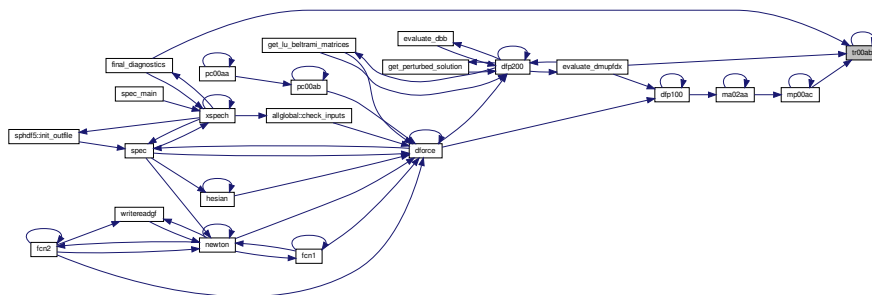 tr00ab
get_lu_beltrami_matrices
evaluate_dbb
final_diagnostics
pc00aa
get_perturbed_solution
dfp200
evaluate_dmupfdx
pc00ab
spec_main
dfp100
ma02aa
mp00ac
xspech
allglobal::check_inputs
sphdf5::init_outfile
spec
dforce
hesian
writereadgf
fcn2
newton
fcn1